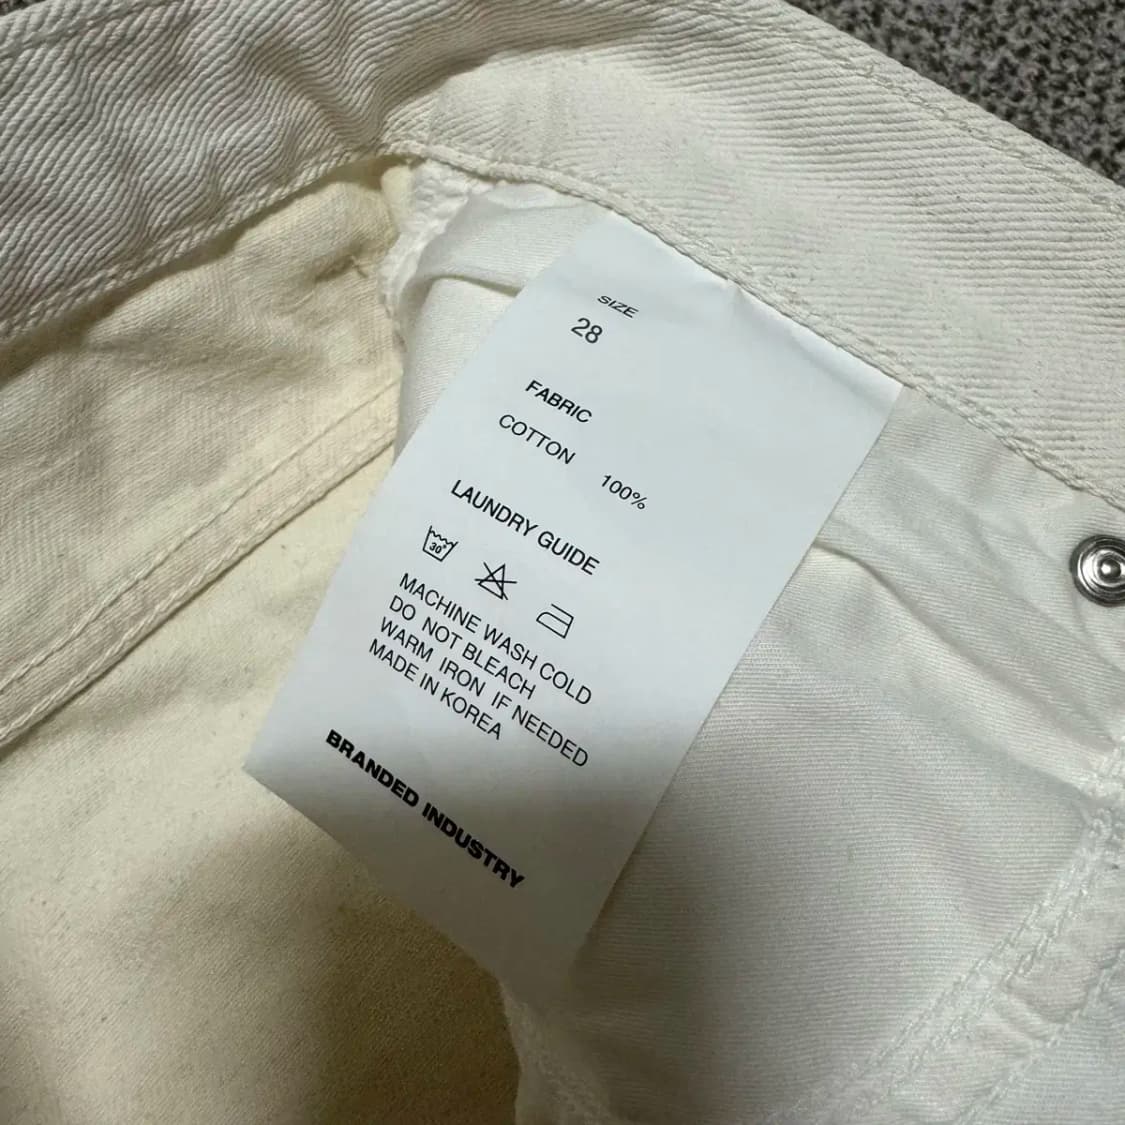 SIZE
28
FABRIC
COTTON 100%
LAUNDRY GUIDE
30°
MACHINE WASH COLD
DO NOT BLEACH
WARM IRON IF NEEDED
MADE IN KOREA
BRANDED INDUSTRY